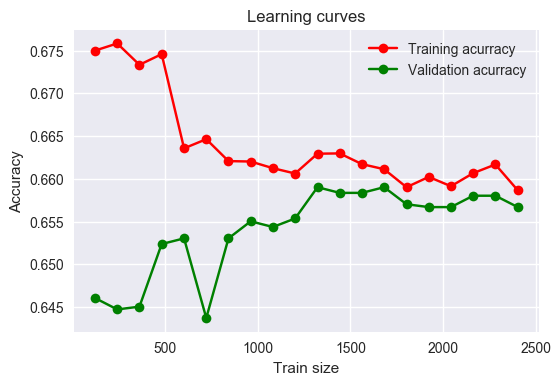 Learning curves
Training acurracy
Validation acurracy
0.675
0.670
0.665
0.660
0.655
0.650
0.645
Accuracy
500
1000
1500
2000
2500
Train size